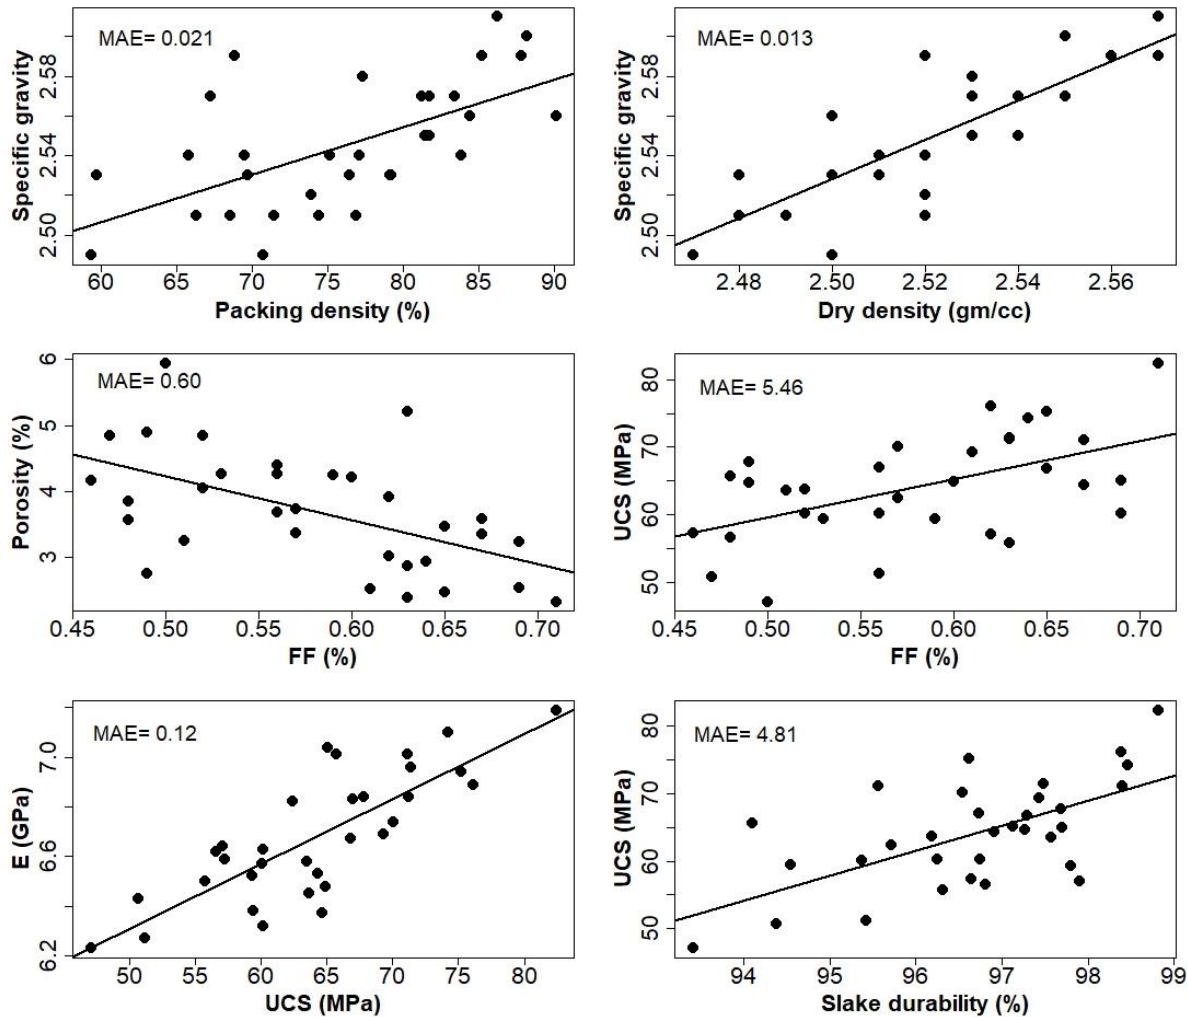 MAE= 0.021
Specific gravity
2.50 2.54 2.58
60 65 70 75 80 85 90
Packing density (%)
MAE= 0.013
Specific gravity
2.50 2.54 2.58
2.48 2.50 2.52 2.54 2.56
Dry density (gm/cc)
MAE= 0.60
Porosity (%)
3 4 5 6
0.45 0.50 0.55 0.60 0.65 0.70
FF (%)
MAE= 5.46
UCS (MPa)
50 60 70 80
0.45 0.50 0.55 0.60 0.65 0.70
FF (%)
MAE= 0.12
E (GPa)
6.2 6.6 7.0
50 55 60 65 70 75 80
UCS (MPa)
MAE= 4.81
UCS (MPa)
50 60 70 80
94 95 96 97 98 99
Slake durability (%)